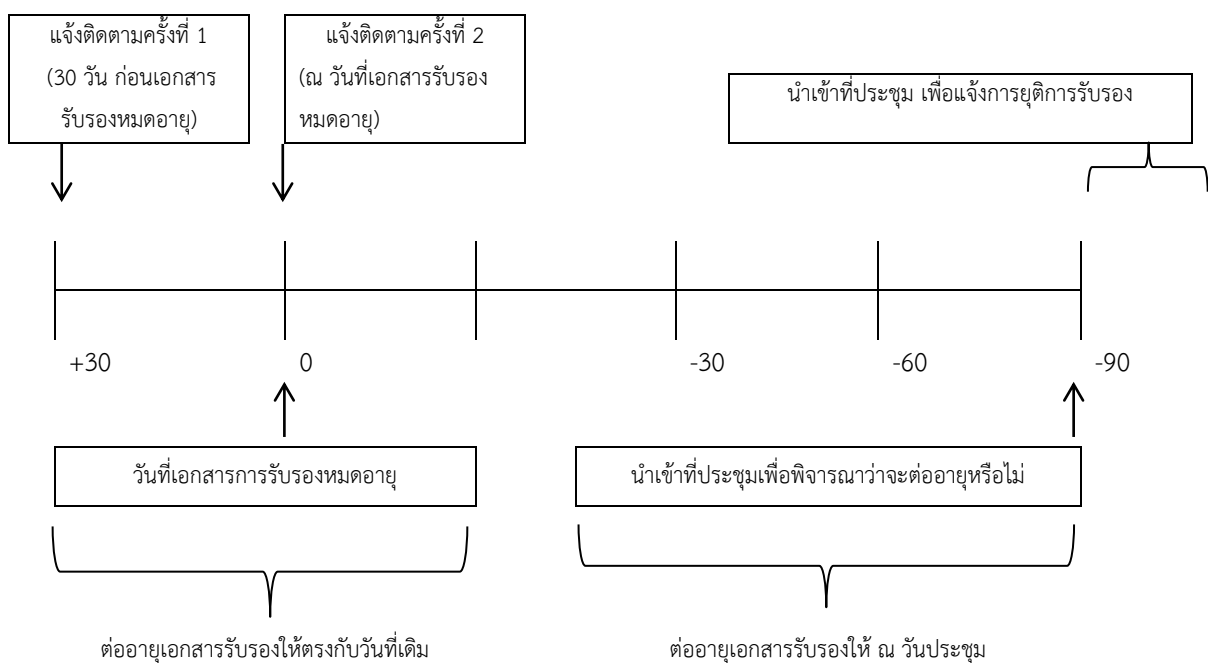 แจ้งติดตามครั้งที่ 1
(30 วัน ก่อนเอกสาร
รับรองหมดอายุ)
แจ้งติดตามครั้งที่ 2
(ณ วันที่เอกสารรับรอง
หมดอายุ)
นำเข้าที่ประชุม เพื่อแจ้งการยุติการรับรอง
+30
0
-30
-60
-90
วันที่เอกสารการรับรองหมดอายุ
นำเข้าที่ประชุมเพื่อพิจารณาว่าจะต่ออายุหรือไม่
ต่ออายุเอกสารรับรองให้ตรงกับวันที่เดิม
ต่ออายุเอกสารรับรองให้ ณ วันประชุม